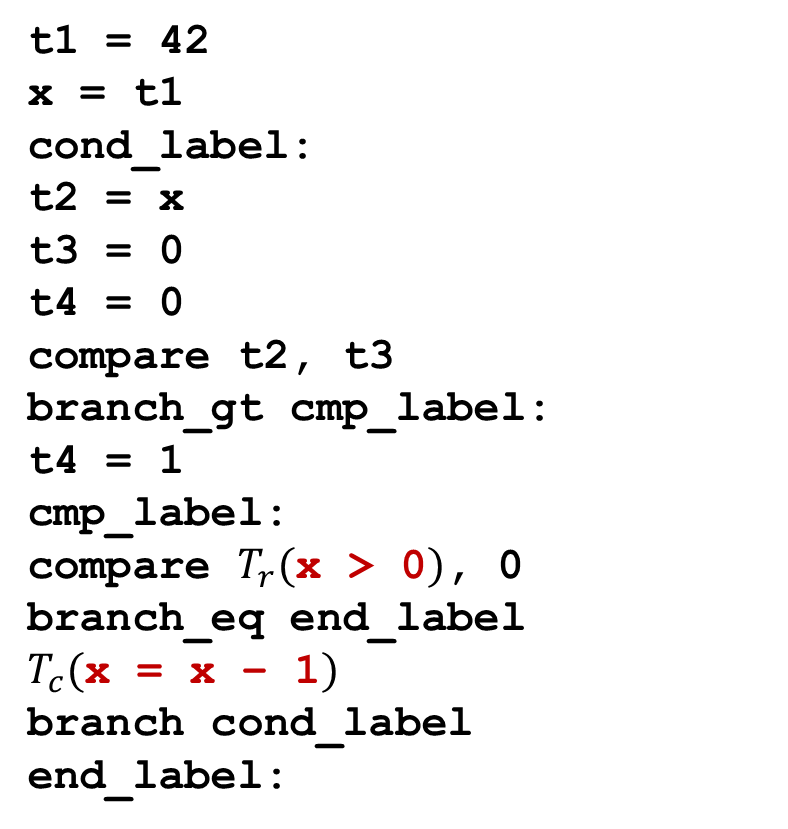 t1 = 42
x = t1
cond_label:
t2 = x
t3 = 0
t4 = 0
compare t2, t3
branch_gt cmp_label:
t4 = 1
cmp_label:
compare Tr(x > 0), 0
branch_eq end_label
Tc(x = x - 1)
branch cond_label
end_label: